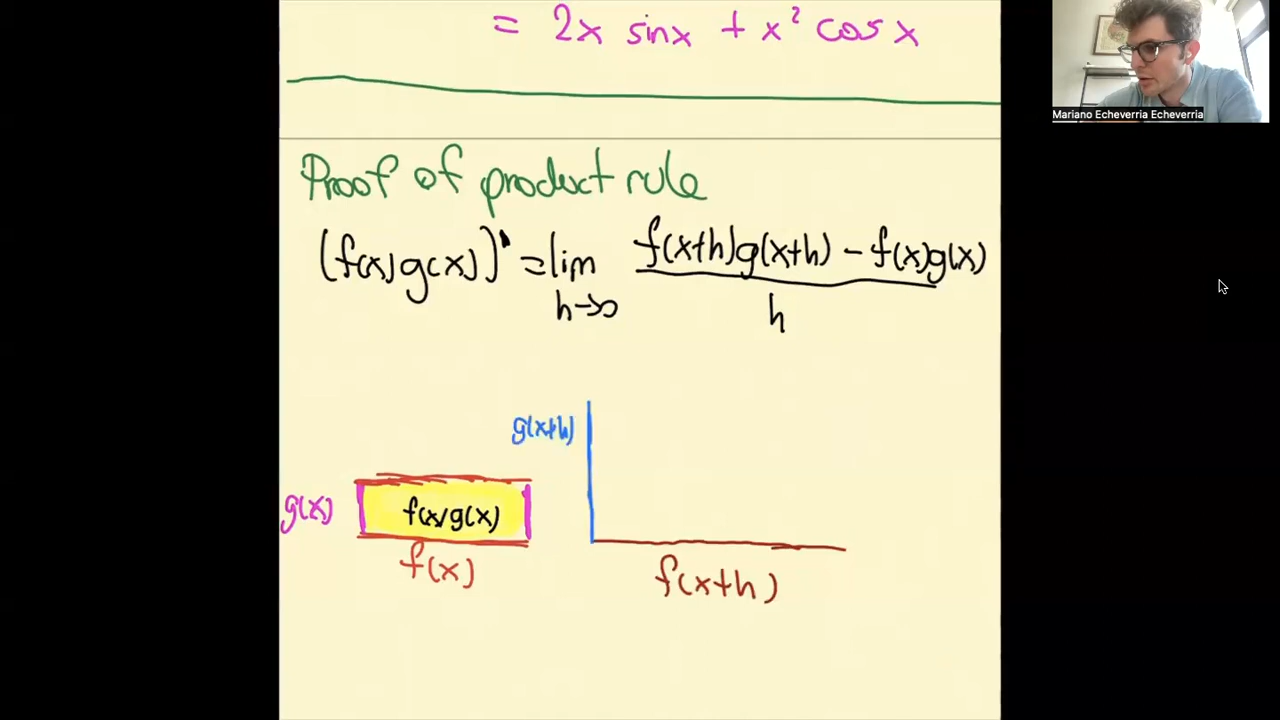 = 2x sinx + x² cos x
Mariano Echeverria Echeverria
Proof of product rule
(f(x)g(x))' = lim f(x+h)g(x+h) - f(x)g(x)
h→0 h
g(x+h)
g(x) f(x)g(x)
f(x) f(x+h)